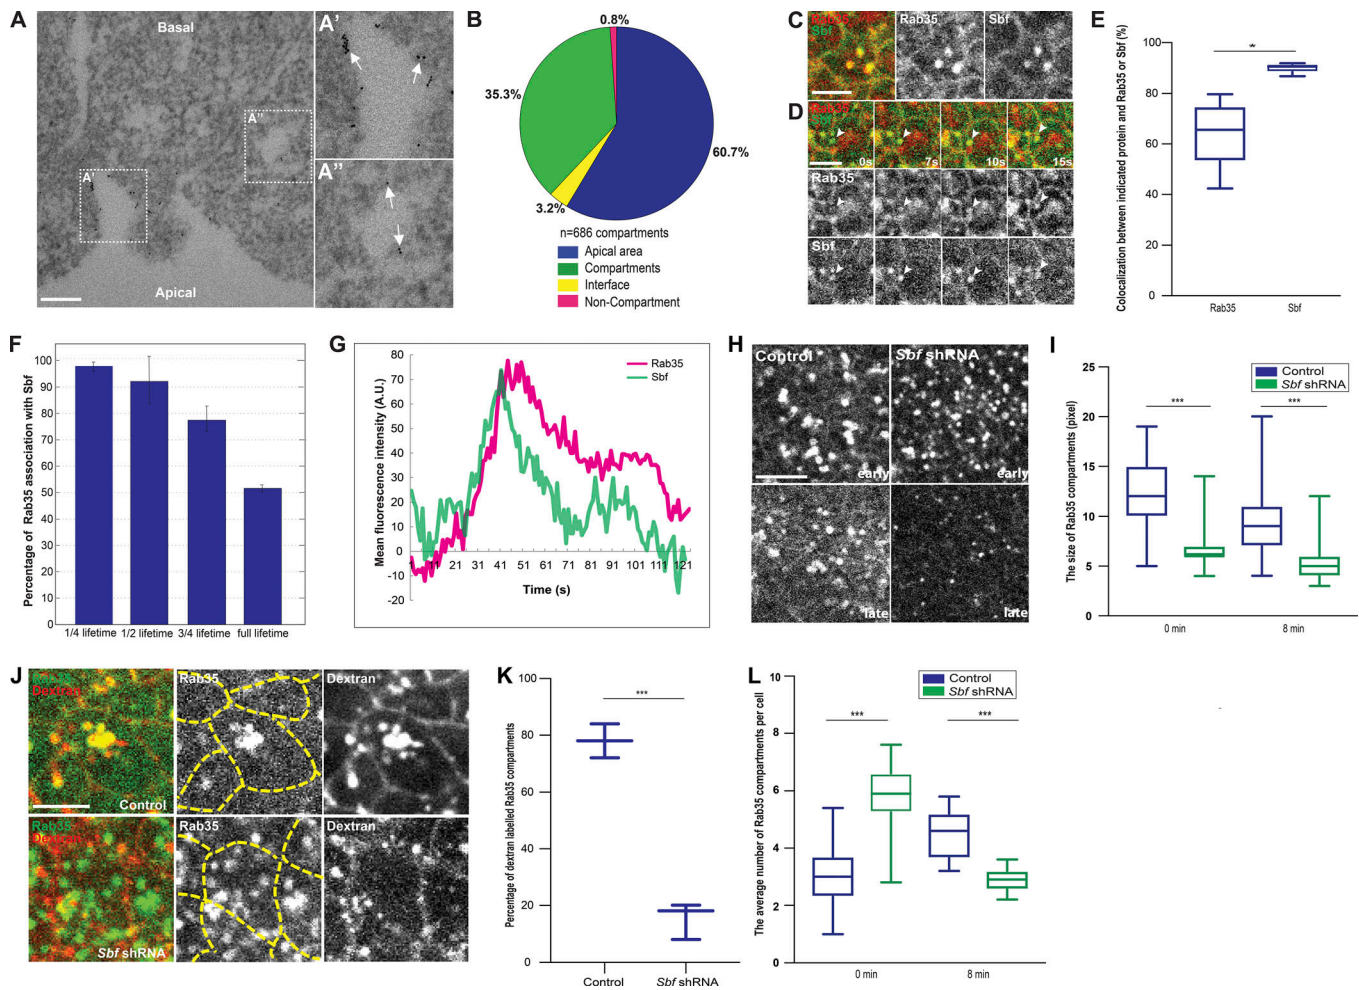 A
Basal
A'
A''
Apical
A'
A''
B
0.8%
35.3%
60.7%
3.2%
n=686 compartments
Apical area
Compartments
Interface
Non-Compartment
C
Rab35
Sbf
Rab35
Sbf
D
Rab35
Sbf
0s
7s
10s
15s
Rab35
Sbf
E
Colocalization between indicated protein and Rab35 or Sbf (%)
100
80
60
40
20
0
*
Rab35
Sbf
F
Percentage of Rab35 association with Sbf
100
90
80
70
60
50
40
30
20
10
0
1/4 lifetime
1/2 lifetime
3/4 lifetime
full lifetime
G
Mean fluorescence intensity (A.U.)
80
70
60
50
40
30
20
10
0
-10
-20
Rab35
Sbf
1 11 21 31 41 51 61 71 81 91 101 111 121
Time (s)
H
Control
Sbf shRNA
early
early
late
late
I
Control
Sbf shRNA
The size of Rab35 compartments (pixel)
25
20
15
10
5
0
***
***
0 min
8 min
J
Rab35
Dextran
Control
Rab35
Dextran
Rab35
Dextran
Sbf shRNA
Rab35
Dextran
K
Percentage of dextran labelled Rab35 compartments
100
80
60
40
20
0
***
Control
Sbf shRNA
L
Control
Sbf shRNA
The average number of Rab35 compartments per cell
10
8
6
4
2
0
***
***
0 min
8 min